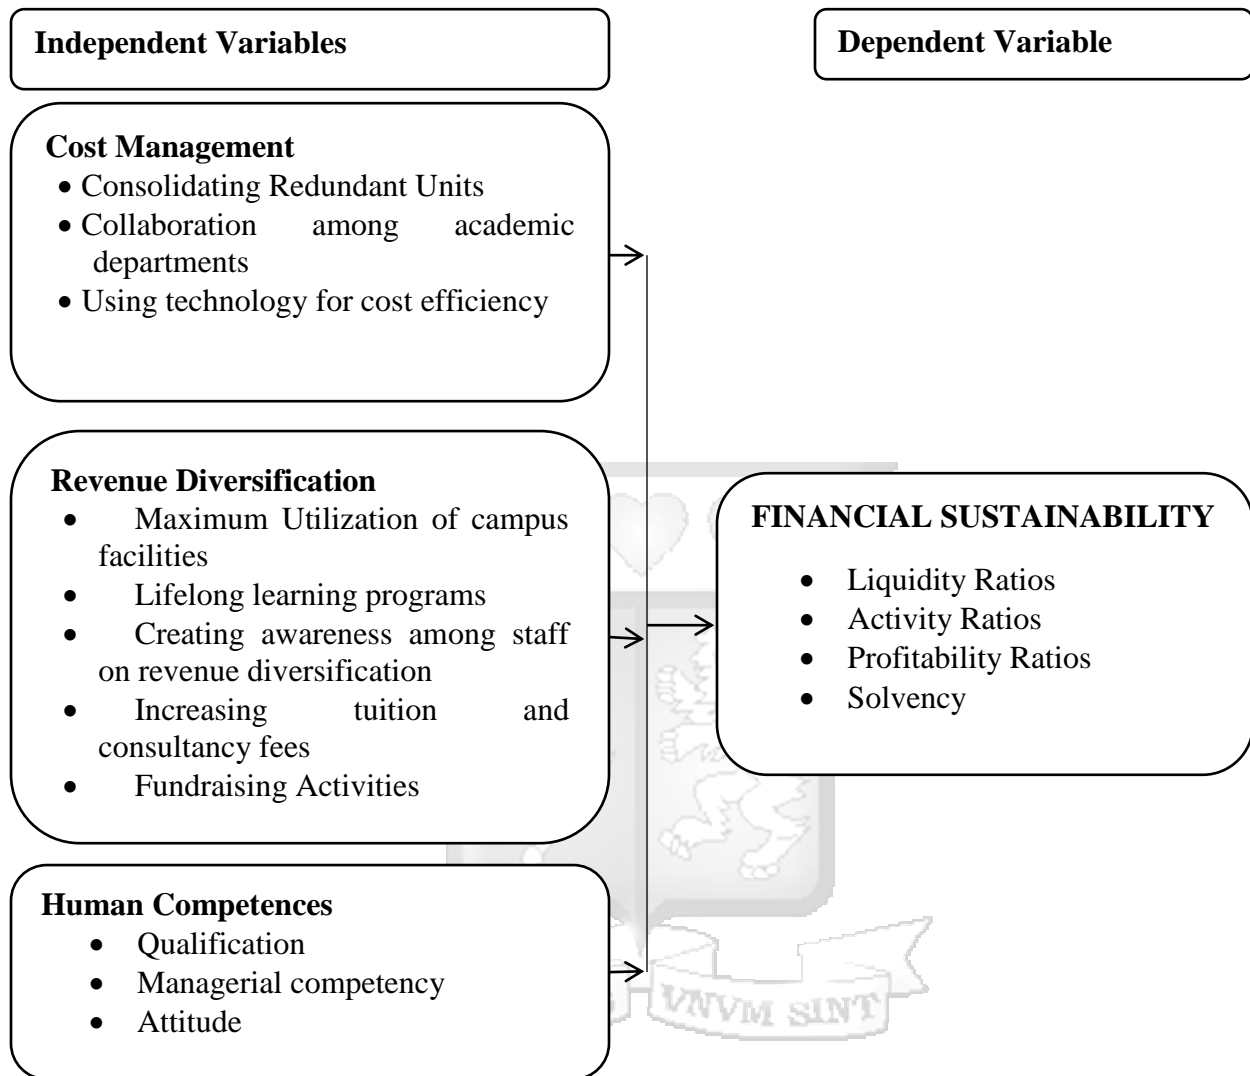 Independent Variables
Dependent Variable
Cost Management
• Consolidating Redundant Units
• Collaboration among academic
departments
• Using technology for cost efficiency
Revenue Diversification
• Maximum Utilization of campus
facilities
• Lifelong learning programs
• Creating awareness among staff
on revenue diversification
• Increasing tuition and
consultancy fees
• Fundraising Activities
FINANCIAL SUSTAINABILITY
• Liquidity Ratios
• Activity Ratios
• Profitability Ratios
• Solvency
Human Competences
• Qualification
• Managerial competency
• Attitude
VNVM SINT